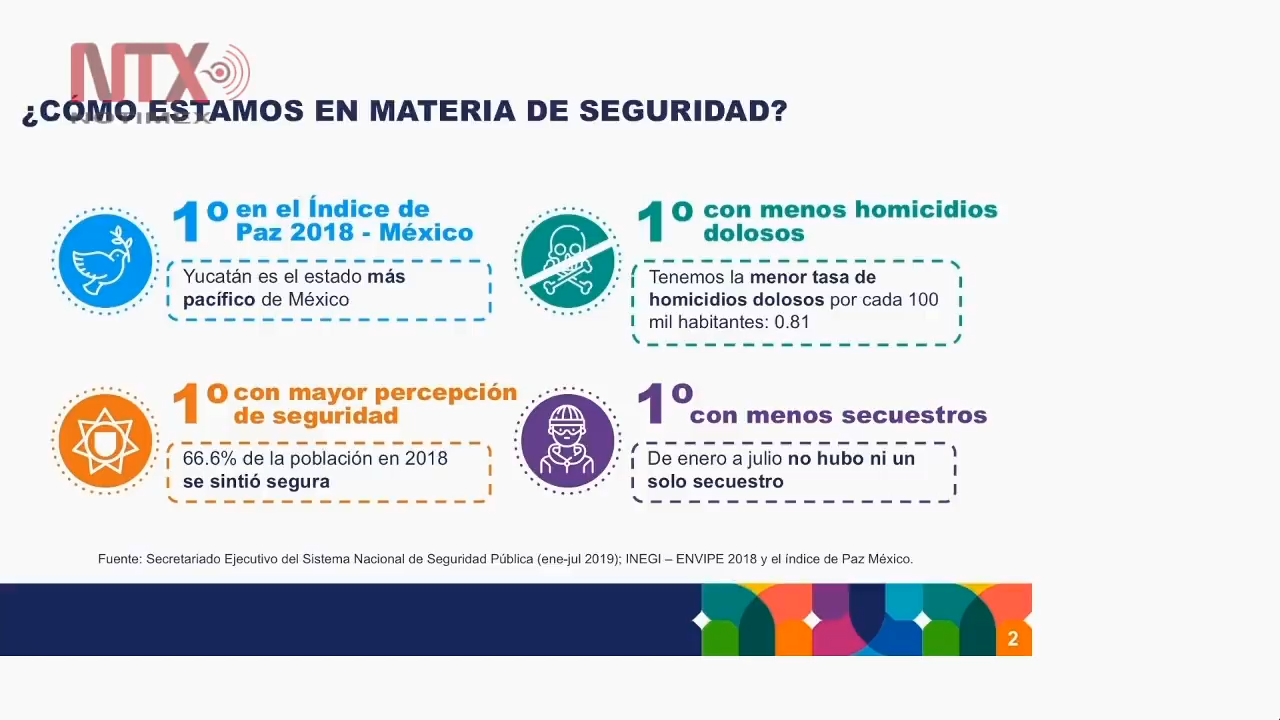 NTX
NOTIMEX
¿CÓMO ESTAMOS EN MATERIA DE SEGURIDAD?
1º en el Índice de
Paz 2018 - México
Yucatán es el estado más
pacífico de México
1º con menos homicidios
dolosos
Tenemos la menor tasa de
homicidios dolosos por cada 100
mil habitantes: 0.81
1º con mayor percepción
de seguridad
66.6% de la población en 2018
se sintió segura
1º con menos secuestros
De enero a julio no hubo ni un
solo secuestro
Fuente: Secretariado Ejecutivo del Sistema Nacional de Seguridad Pública (ene-jul 2019); INEGI – ENVIPE 2018 y el índice de Paz México.
2